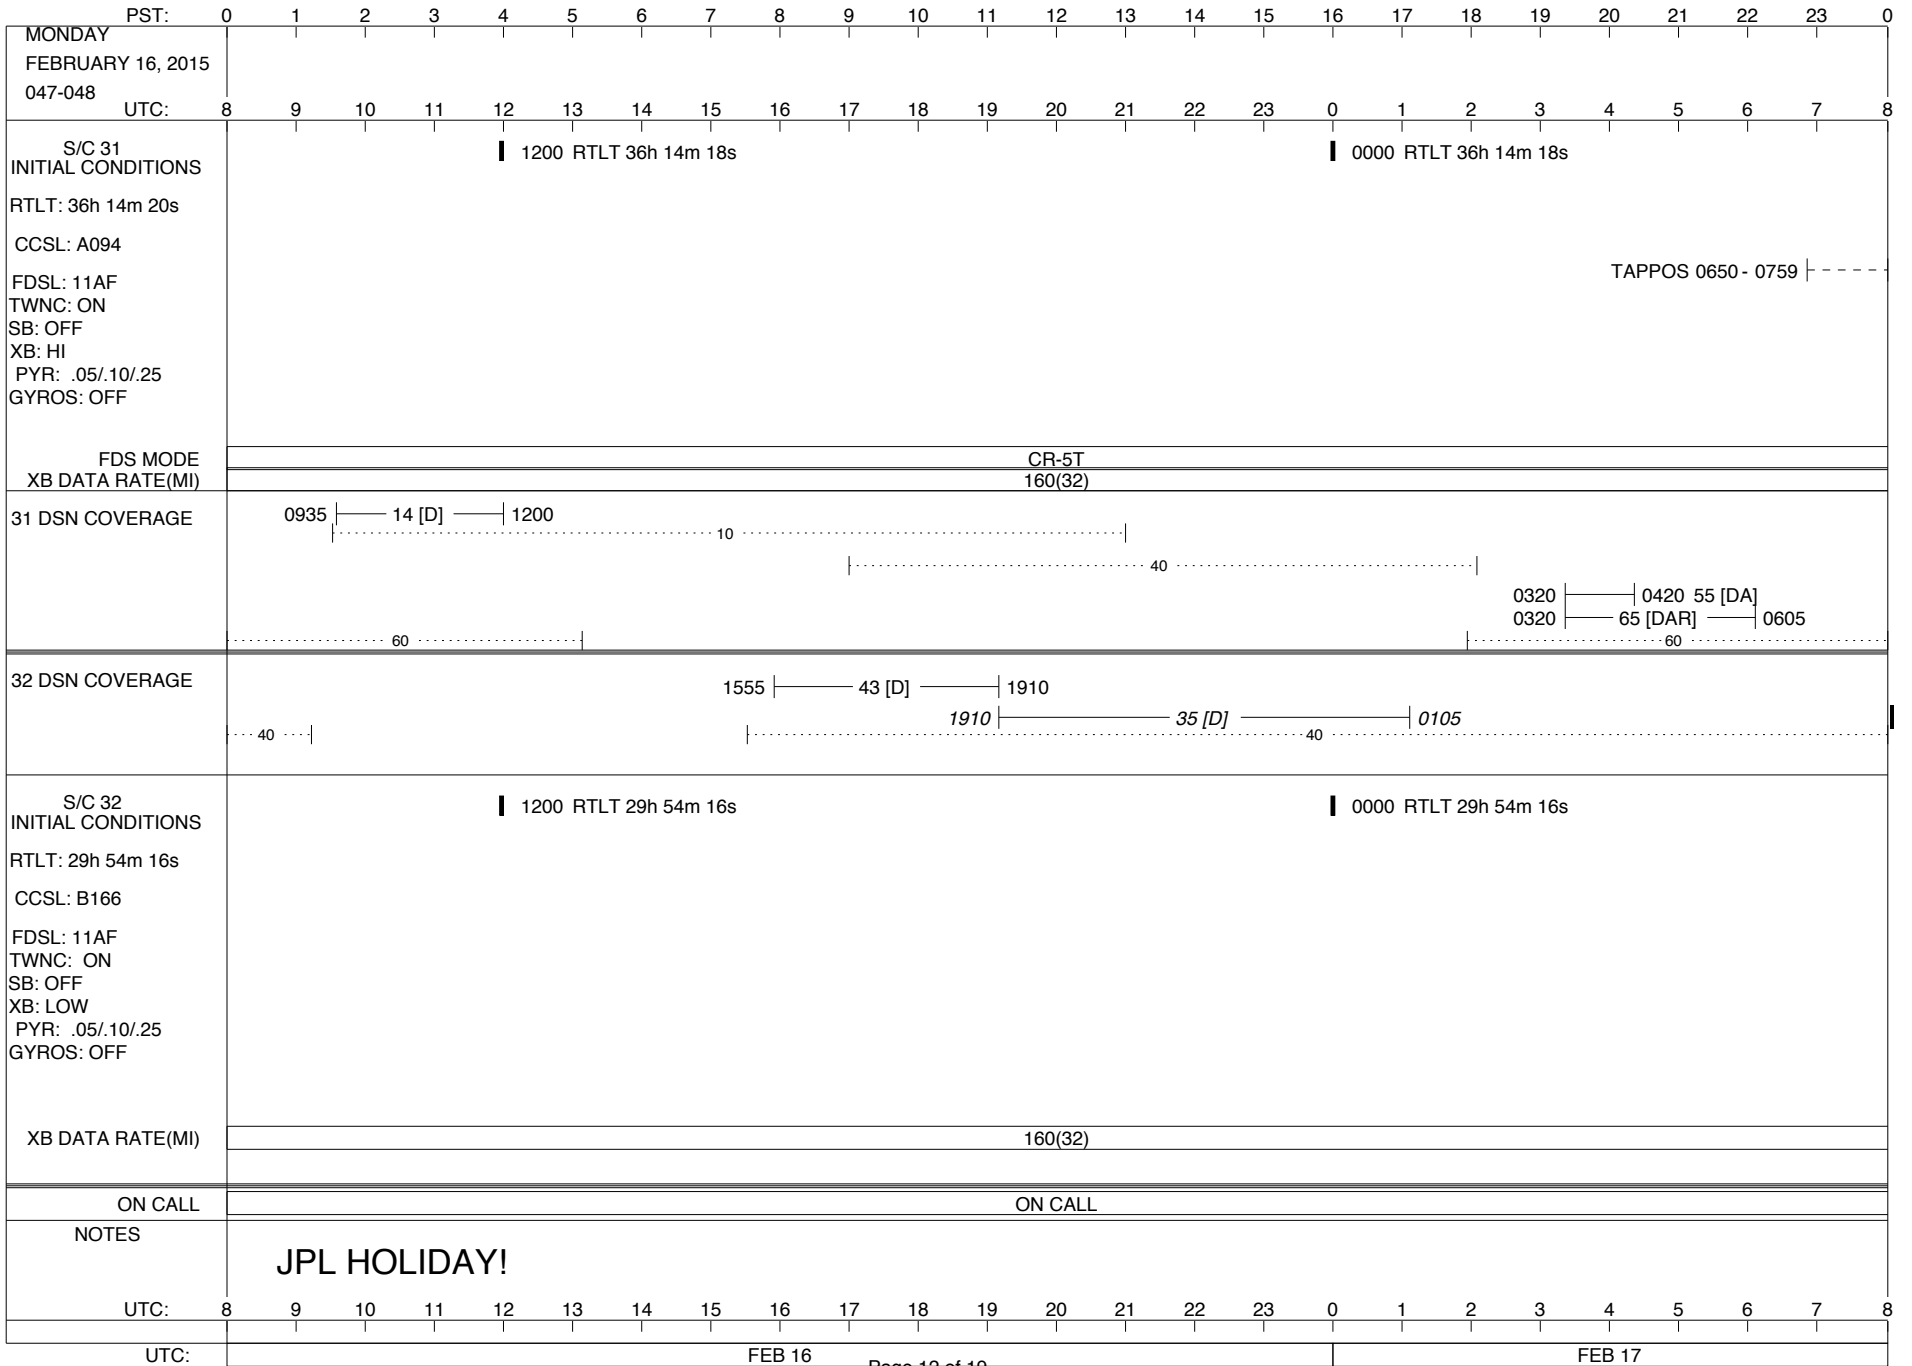 PST: 0 1 2 3 4 5 6 7 8 9 10 11 12 13 14 15 16 17 18 19 20 21 22 23 0
MONDAY
FEBRUARY 16, 2015
047-048
UTC: 8 9 10 11 12 13 14 15 16 17 18 19 20 21 22 23 0 1 2 3 4 5 6 7 8
S/C 31
INITIAL CONDITIONS
1200 RTLT 36h 14m 18s
0000 RTLT 36h 14m 18s
RTLT: 36h 14m 20s
CCSL: A094
TAPPOS 0650 - 0759
FDSL: 11AF
TWNC: ON
SB: OFF
XB: HI
PYR: .05/.10/.25
GYROS: OFF
FDS MODE CR-5T
XB DATA RATE(MI) 160(32)
31 DSN COVERAGE
0935 14 [D] 1200
10
40
0320 0420 55 [DA]
0320 65 [DAR] 0605
60 60
32 DSN COVERAGE
1555 43 [D] 1910
1910 35 [D] 0105
40 40
S/C 32
INITIAL CONDITIONS
1200 RTLT 29h 54m 16s
0000 RTLT 29h 54m 16s
RTLT: 29h 54m 16s
CCSL: B166
FDSL: 11AF
TWNC: ON
SB: OFF
XB: LOW
PYR: .05/.10/.25
GYROS: OFF
XB DATA RATE(MI) 160(32)
ON CALL ON CALL
NOTES
JPL HOLIDAY!
UTC: 8 9 10 11 12 13 14 15 16 17 18 19 20 21 22 23 0 1 2 3 4 5 6 7 8
UTC: FEB 16 FEB 17